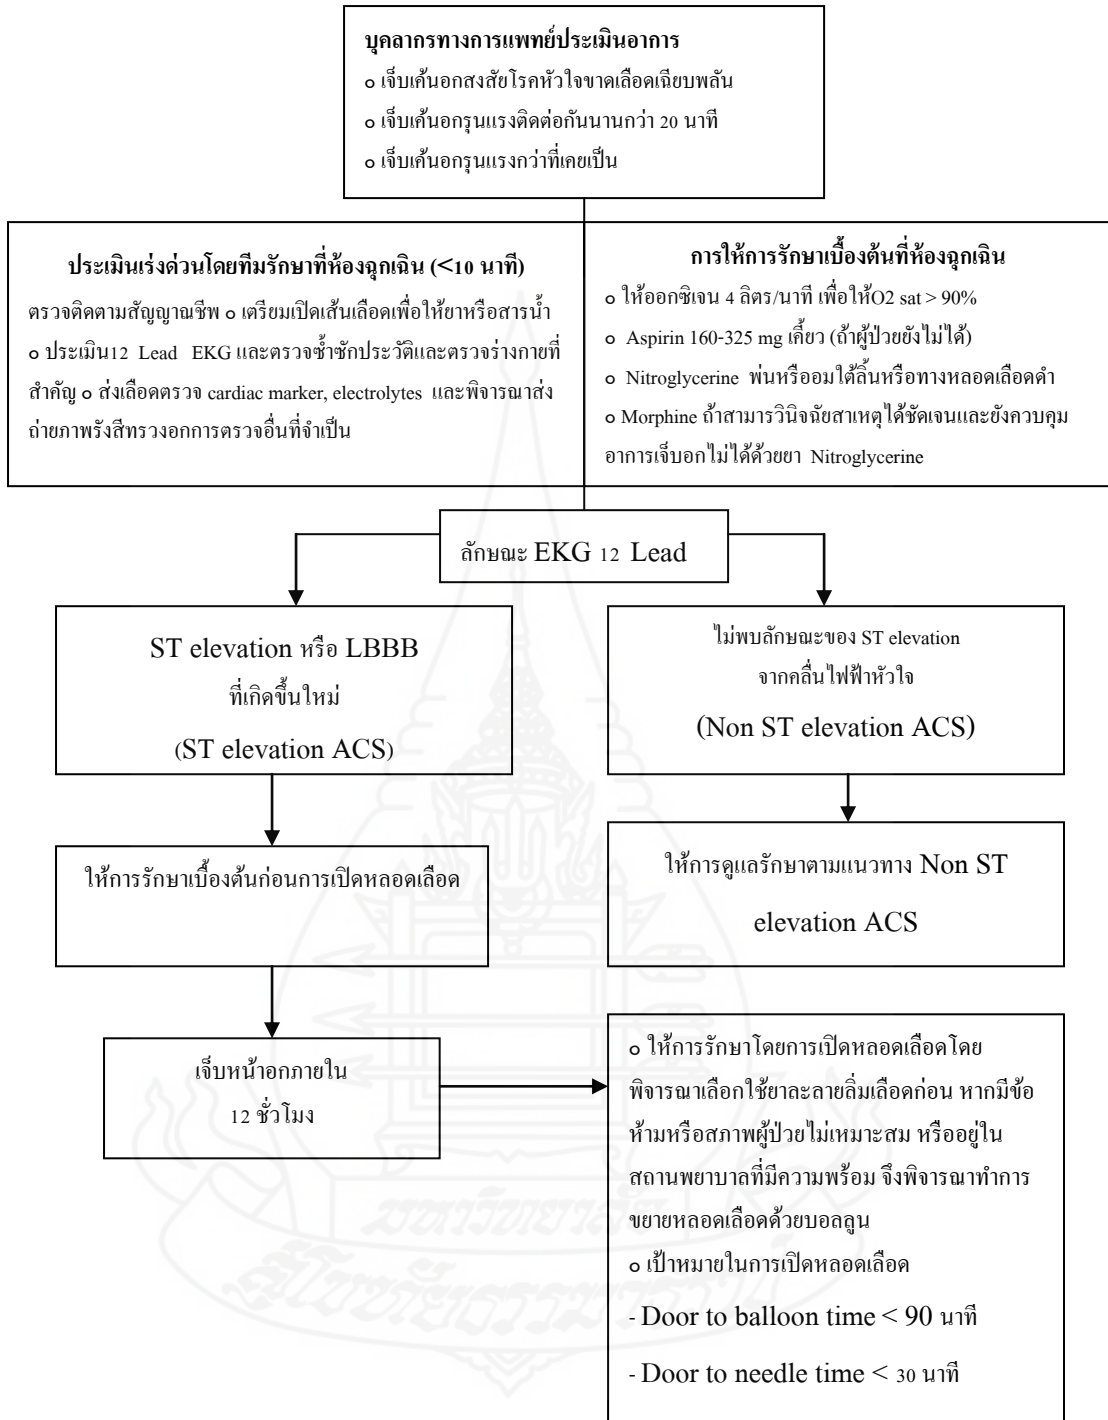 บุคลากรทางการแพทย์ประเมินอาการ
o เจ็บเค้นอกสงสัยโรคหัวใจขาดเลือดเฉียบพลัน
o เจ็บเค้นอกรุนแรงติดต่อกันนานกว่า 20 นาที
o เจ็บเค้นอกรุนแรงกว่าที่เคยเป็น
ประเมินเร่งด่วนโดยทีมรักษาที่ห้องฉุกเฉิน (<10 นาที)
ตรวจติดตามสัญญาณชีพ o เตรียมเปิดเส้นเลือดเพื่อให้ยาหรือสารน้ำ
o ประเมิน12 Lead EKG และตรวจซ้ำซักประวัติและตรวจร่างกายที่
สำคัญ o ส่งเลือดตรวจ cardiac marker, electrolytes และพิจารณาส่ง
ถ่ายภาพรังสีทรวงอกการตรวจอื่นที่จำเป็น
การให้การรักษาเบื้องต้นที่ห้องฉุกเฉิน
o ให้ออกซิเจน 4 ลิตร/นาที เพื่อให้O2 sat > 90%
o Aspirin 160-325 mg เคี้ยว (ถ้าผู้ป่วยยังไม่ได้)
o Nitroglycerine พ่นหรืออมใต้ลิ้นหรือทางหลอดเลือดดำ
o Morphine ถ้าสามารวินิจฉัยสาเหตุได้ชัดเจนและยังควบคุม
อาการเจ็บอกไม่ได้ด้วยยา Nitroglycerine
ลักษณะ EKG 12 Lead
ST elevation หรือ LBBB
ที่เกิดขึ้นใหม่
(ST elevation ACS)
ไม่พบลักษณะของ ST elevation
จากคลื่นไฟฟ้าหัวใจ
(Non ST elevation ACS)
ให้การรักษาเบื้องต้นก่อนการเปิดหลอดเลือด
ให้การดูแลรักษาตามแนวทาง Non ST
elevation ACS
เจ็บหน้าอกภายใน
12 ชั่วโมง
o ให้การรักษาโดยการเปิดหลอดเลือดโดย
พิจารณาเลือกใช้ยาละลายลิ่มเลือดก่อน หากมีข้อ
ห้ามหรือสภาพผู้ป่วยไม่เหมาะสม หรืออยู่ใน
สถานพยาบาลที่มีความพร้อม จึงพิจารณาทำการ
ขยายหลอดเลือดด้วยบอลลูน
o เป้าหมายในการเปิดหลอดเลือด
- Door to balloon time < 90 นาที
- Door to needle time < 30 นาที
มหาวิทยาลัย
สุโขทัยธรรมาธิราช